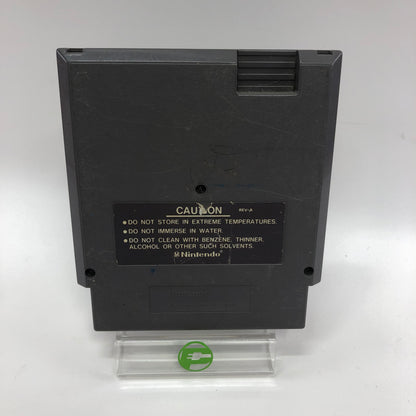 CAUTION REV-A
●DO NOT STORE IN EXTREME TEMPERATURES.
●DO NOT IMMERSE IN WATER.
●DO NOT CLEAN WITH BENZENE, THINNER,
ALCOHOL OR OTHER SUCH SOLVENTS.
Nintendo®